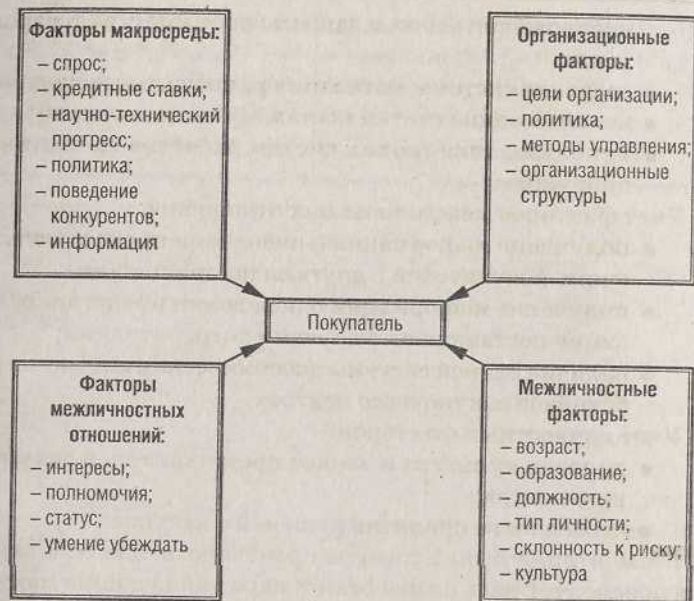 Факторы макросреды:
– спрос;
– кредитные ставки;
– научно-технический
прогресс;
– политика;
– поведение
конкурентов;
– информация
Организационные
факторы:
– цели организации;
– политика;
– методы управления;
– организационные
структуры
Покупатель
Факторы
межличностных
отношений:
– интересы;
– полномочия;
– статус;
– умение убеждать
Межличностные
факторы:
– возраст;
– образование;
– должность;
– тип личности;
– склонность к риску;
– культура